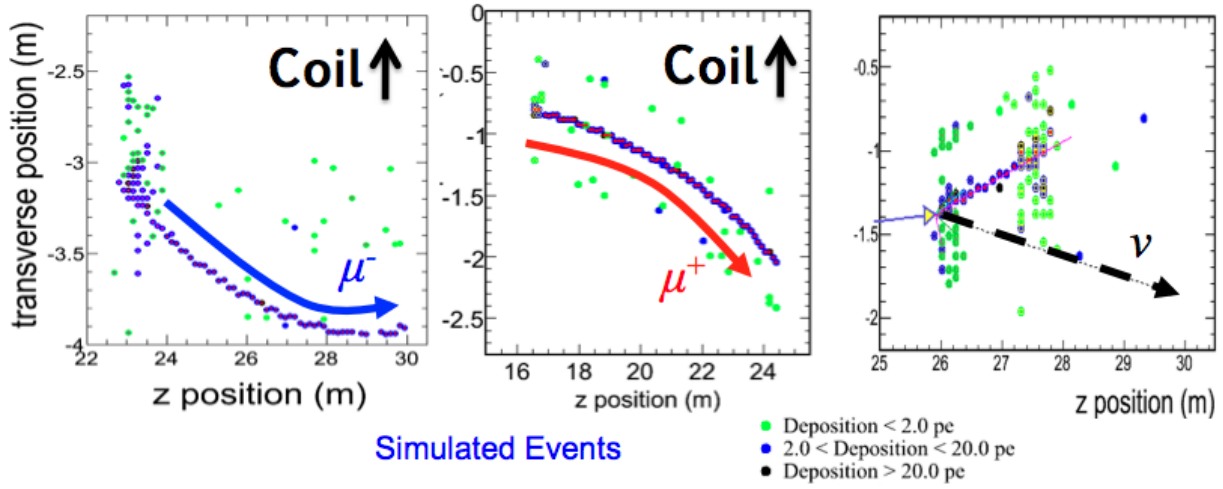 transverse position (m)
-2.5
-3
-3.5
-4
22
24
26
28
30
z position (m)
Coil
μ⁻
-0
-0.5
-1
-1.5
-2
-2.5
16
18
20
22
24
z position (m)
Coil
μ⁺
-0.5
-1
-1.5
-2
25
26
27
28
29
30
z position (m)
ν
Simulated Events
Deposition < 2.0 pe
2.0 < Deposition < 20.0 pe
Deposition > 20.0 pe